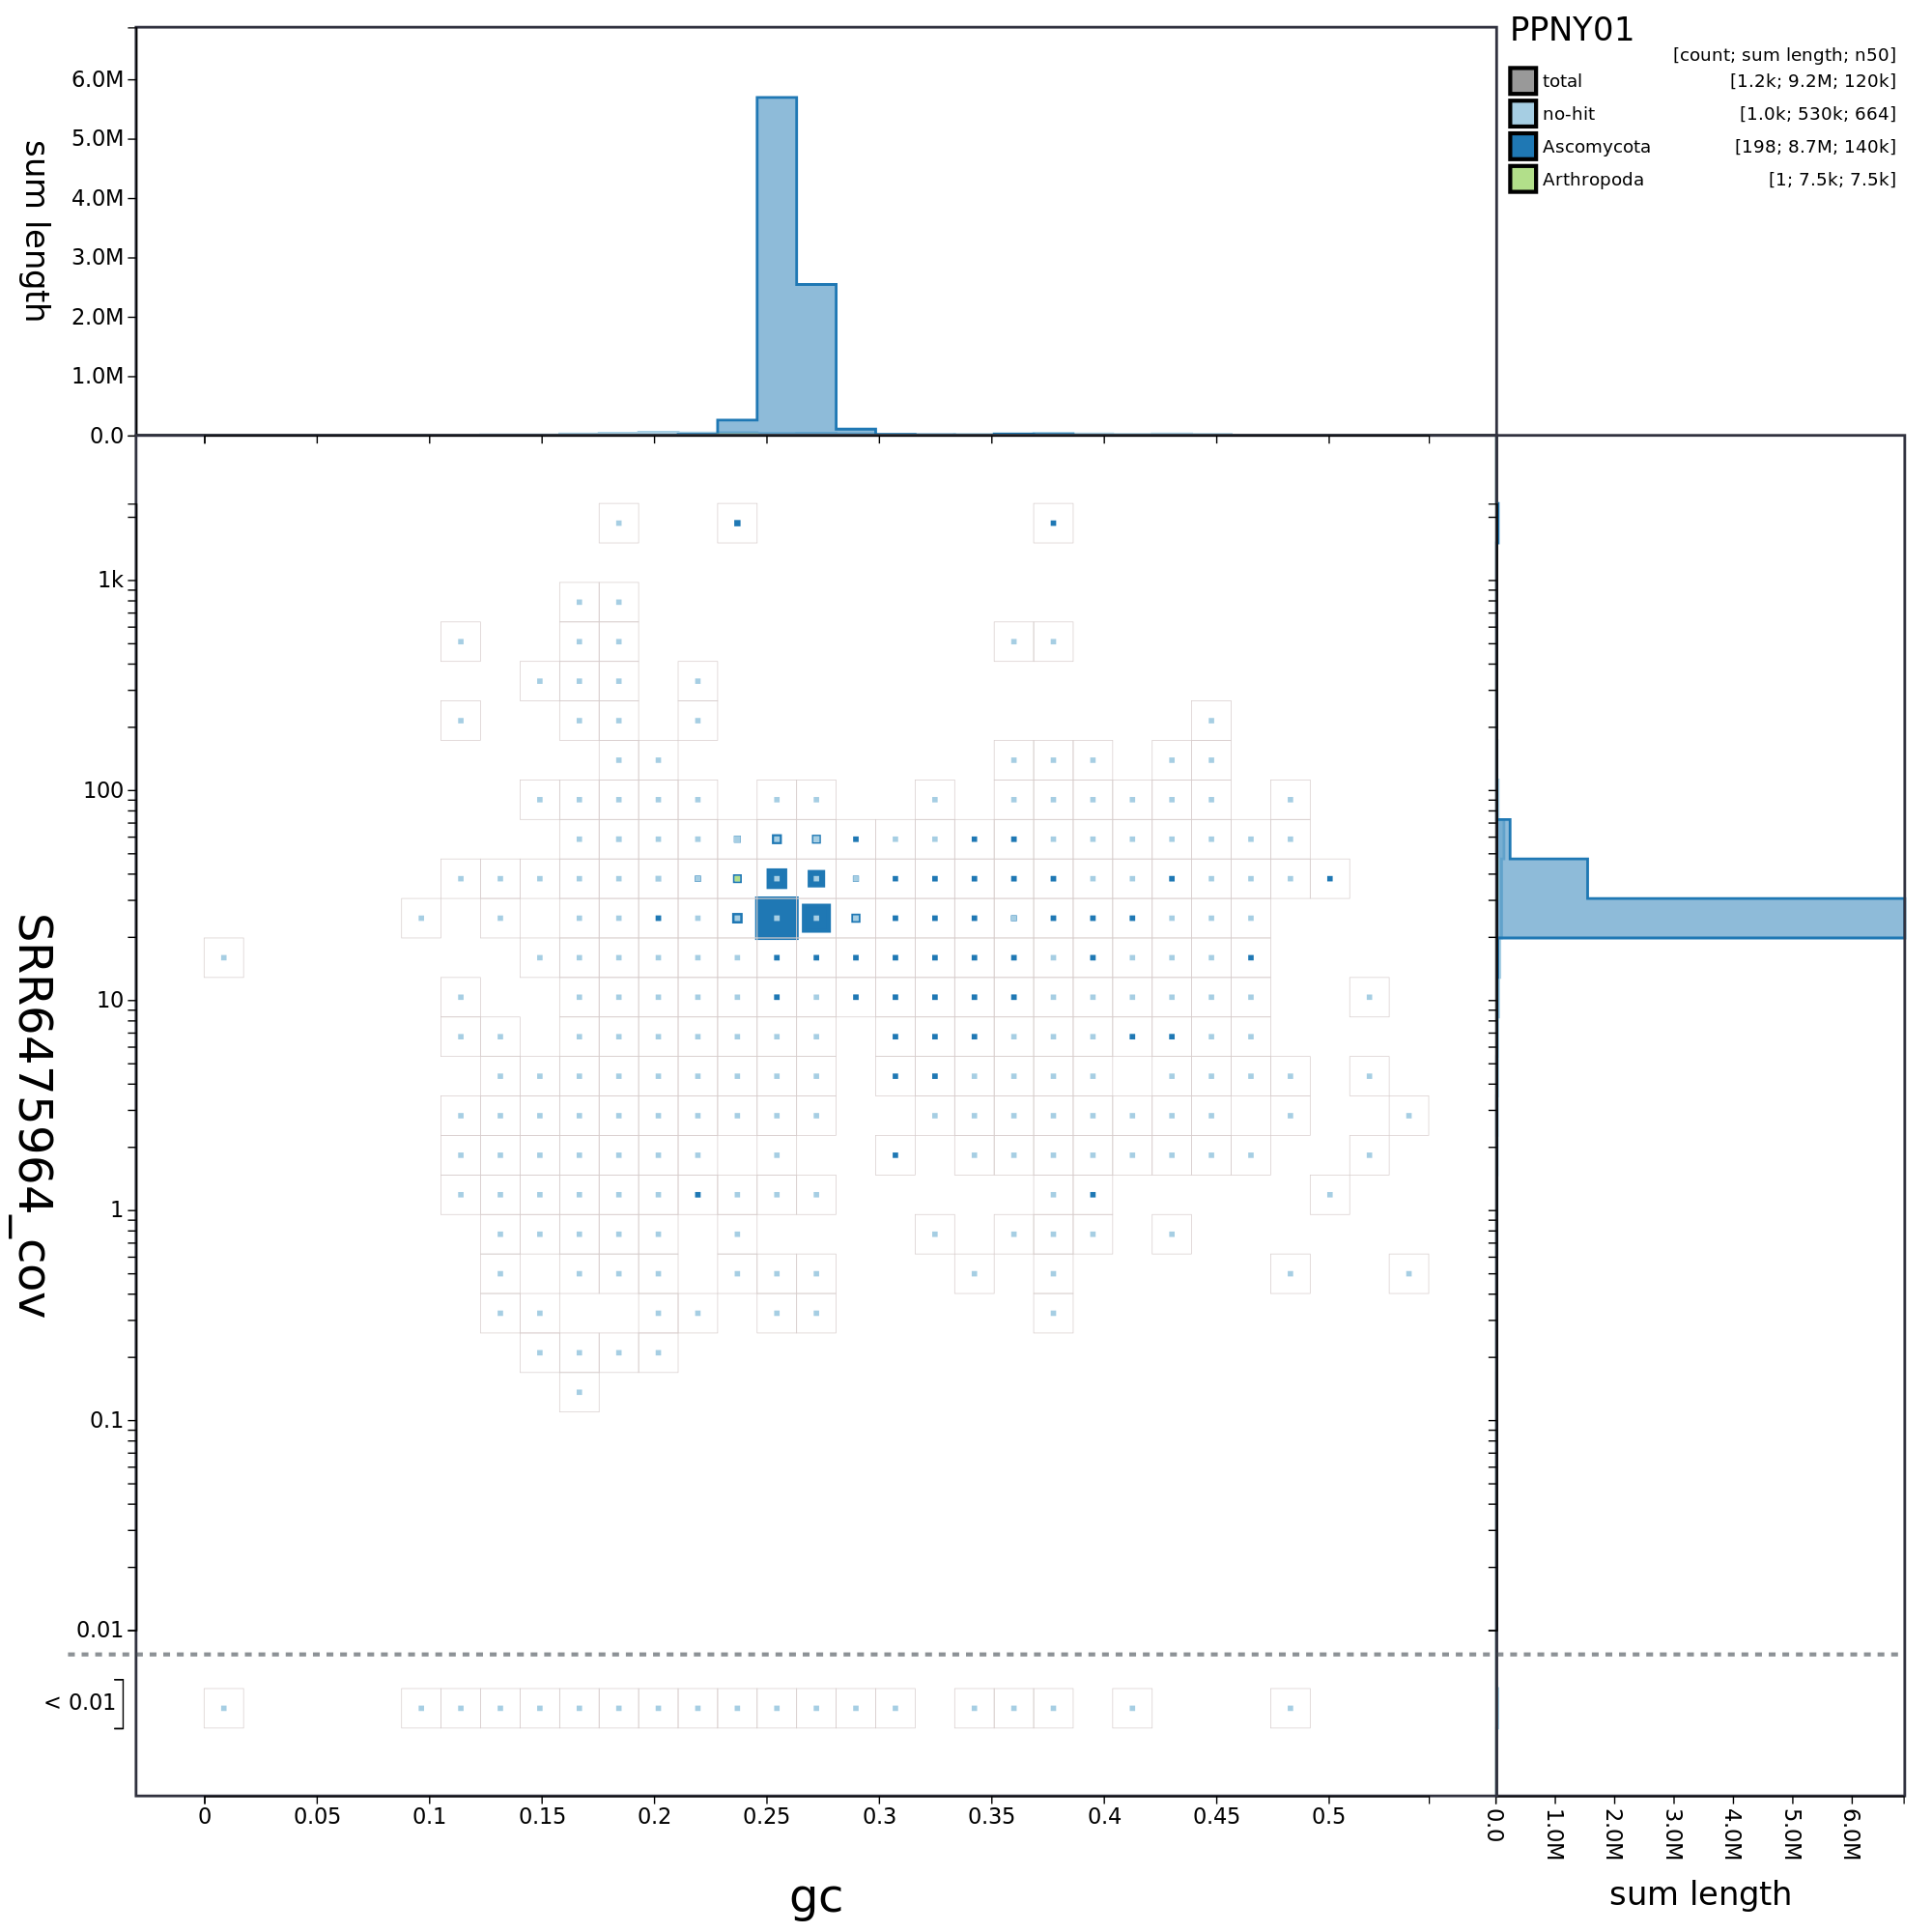 PPNY01
[count; sum length; n50]
total [1.2k; 9.2M; 120k]
no-hit [1.0k; 530k; 664]
Ascomycota [198; 8.7M; 140k]
Arthropoda [1; 7.5k; 7.5k]
sum length
6.0M
5.0M
4.0M
3.0M
2.0M
1.0M
0.0
SRR6475964_cov
1k
100
10
1
0.1
0.01
< 0.01
0 0.05 0.1 0.15 0.2 0.25 0.3 0.35 0.4 0.45 0.5
gc
0.0 1.0M 2.0M 3.0M 4.0M 5.0M 6.0M
sum length